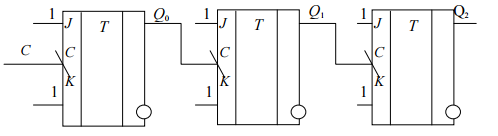 1 J T Q₀ 1 J T Q₁ 1 J T Q₂
C C C C
K K K
1 1 1